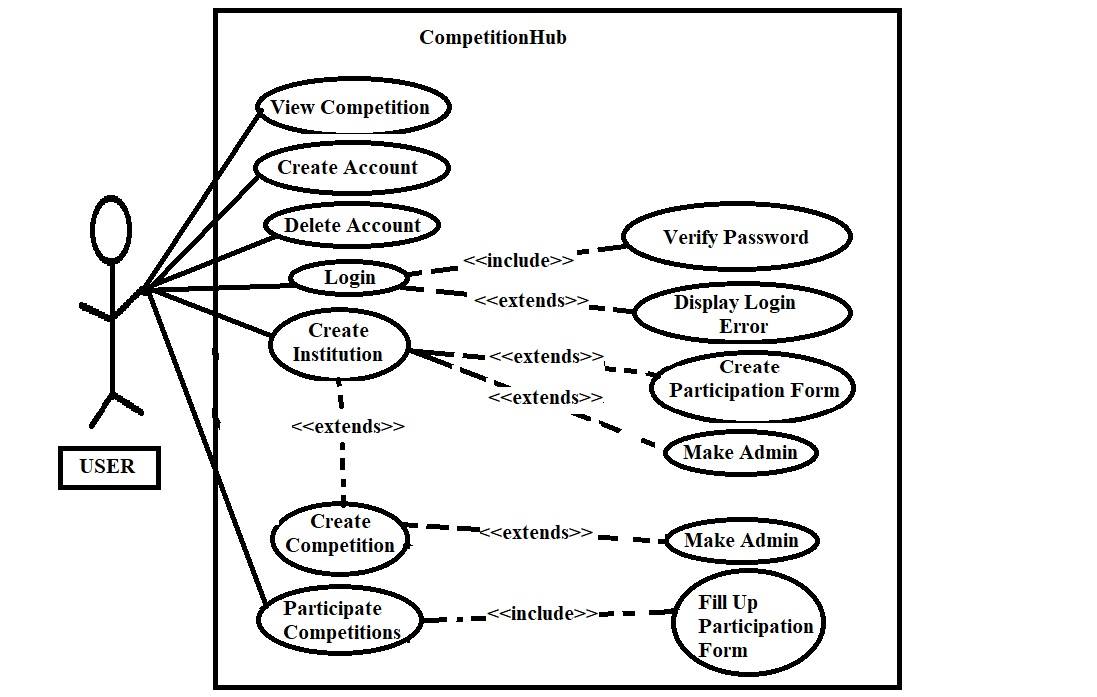 CompetitionHub
View Competition
Create Account
Delete Account
Login
<<include>>
Verify Password
<<extends>>
Display Login
Error
Create
Institution
<<extends>>
Create
Participation Form
<<extends>>
Make Admin
<<extends>>
USER
Create
Competition
<<extends>>
Make Admin
Participate
Competitions
<<include>>
Fill Up
Participation
Form